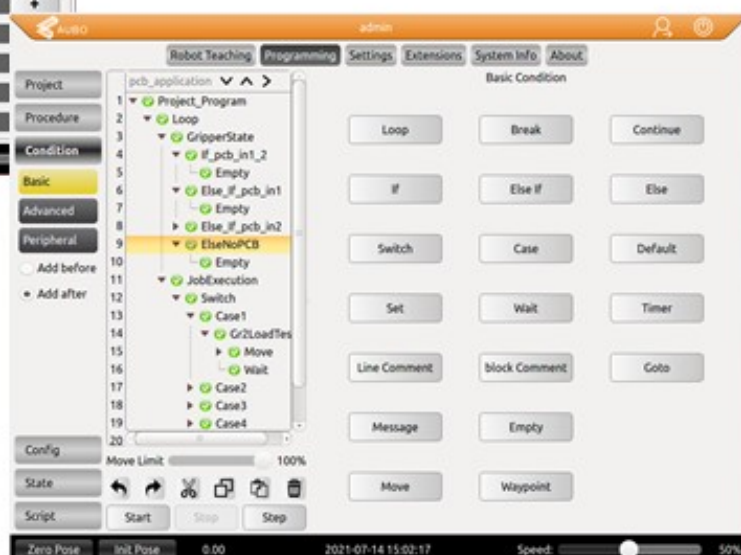 AUBO
admin
Robot Teaching Programming Settings Extensions System Info About
Project
Procedure
Condition
Basic
Advanced
Peripheral
Add before
Add after
Config
State
Script
pcb_application
1 Project_Program
2 Loop
3 GripperState
4 If_pcb_in1_2
5 Empty
6 Else_If_pcb_in1
7 Empty
8 Else_If_pcb_in2
9 ElseNoPCB
10 Empty
11 JobExecution
12 Switch
13 Case1
14 Gr2LoadTes
15 Move
16 Wait
17 Case2
18 Case3
19 Case4
20
Move Limit 100%
Start Stop Step
Basic Condition
Loop Break Continue
If Else If Else
Switch Case Default
Set Wait Timer
Line Comment block Comment Goto
Message Empty
Move Waypoint
Zero Pose Init Pose 0.00 2021-07-14 15:02:17 Speed: 50%